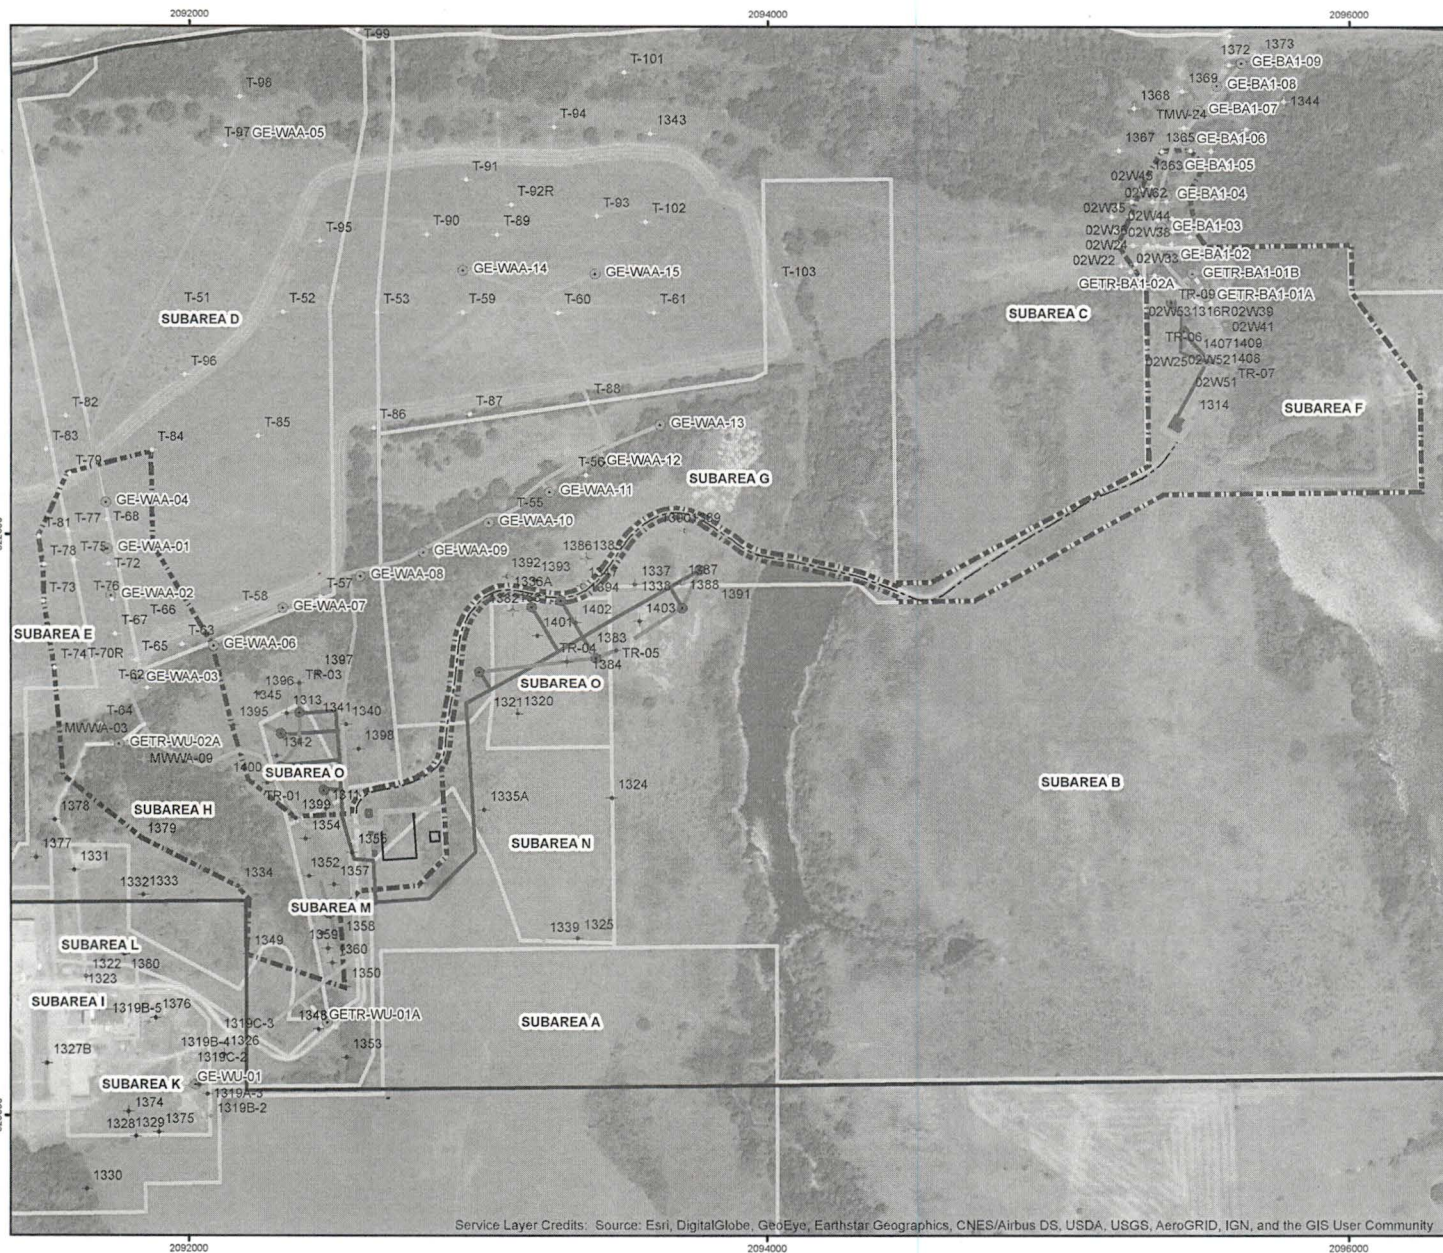 2092000 2094000 2096000
T-99
1372 1373
T-101
GE-BA1-09
T-98
1369 GE-BA1-08
1368
1344
TMW-24 GE-BA1-07
T-97 GE-WAA-05
T-94
1343
1367 1365 GE-BA1-06
T-91
1363 GE-BA1-05
02W43
T-92R
02W62 GE-BA1-04
T-90 T-89
T-93
T-102
02W35
02W44
T-95
02W38 GE-BA1-03
02W24
GE-WAA-14
GE-WAA-15
02W22 02W33 GE-BA1-02
T-103
GETR-BA1-01B
GETR-BA1-02A
TR-09 GETR-BA1-01A
T-51 T-52 T-53 T-59 T-60 T-61
SUBAREA D
SUBAREA C
02W53 1316R 02W39
02W41
TR-06
1407 1409
T-96
02W25 02W52 1408
TR-07
02W51
T-88
T-82
T-87
1314
SUBAREA F
T-85
T-86
GE-WAA-13
T-84
T-79
T-56 GE-WAA-12
SUBAREA G
GE-WAA-04
T-55 GE-WAA-11
T-77 T-68
T-81
GE-WAA-10
T-78 T-75 GE-WAA-01
GE-WAA-09
1386
T-72
1392 1393
T-57 GE-WAA-08
1336A
1337 1387
T-73 T-76 GE-WAA-02
1394
1338 1388
1391
T-66 T-58 GE-WAA-07
1402 1403
T-67
1401
SUBAREA E
T-65 T-63 GE-WAA-06
1383
T-74 T-70R
TR-04 1384 TR-05
1397
T-62 GE-WAA-03
TR-03
1396
SUBAREA O
1345 1313
1321 1320
T-64
1395 1341 1340
MWWA-03
GETR-WU-02A
1342 1398
MWWA-09
1400
SUBAREA O
SUBAREA B
TR-01 1311
1399
1324
SUBAREA H
1335A
1378
1379
1354
1355
SUBAREA N
1377
1331
1334
1352 1357
1332 1333
SUBAREA M
1358
1339 1325
SUBAREA L
1349 1359
1360
1322 1380
1323
1350
SUBAREA I
1319B-5 1376
1348 GETR-WU-01A
SUBAREA A
1319C-3
1319B-4 1326
1353
1327B
1319C-2
SUBAREA K
GE-WU-01
1319A-3
1374
1319B-2
1328 1329 1375
1330
Service Layer Credits: Source: Esri, DigitalGlobe, GeoEye, Earthstar Geographics, CNES/Airbus DS, USDA, USGS, AeroGRID, IGN, and the GIS User Community
2092000 2094000 2096000